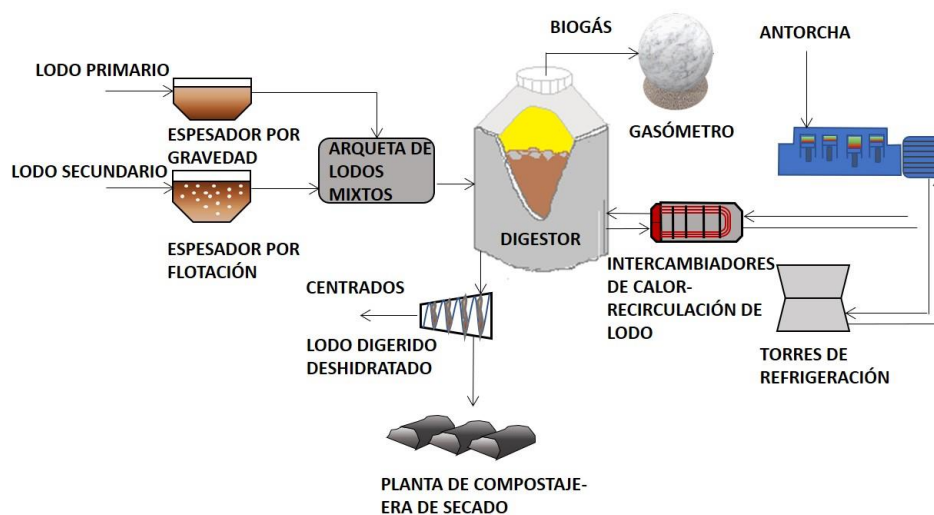 BIOGÁS
ANTORCHA
LODO PRIMARIO
GASÓMETRO
ESPESADOR POR
GRAVEDAD
ARQUETA DE
LODOS
MIXTOS
LODO SECUNDARIO
ESPESADOR POR
FLOTACIÓN
DIGESTOR
INTERCAMBIADORES
DE CALOR-
RECIRCULACIÓN DE
LODO
CENTRADOS
LODO DIGERIDO
DESHIDRATADO
TORRES DE
REFRIGERACIÓN
PLANTA DE COMPOSTAJE-
ERA DE SECADO